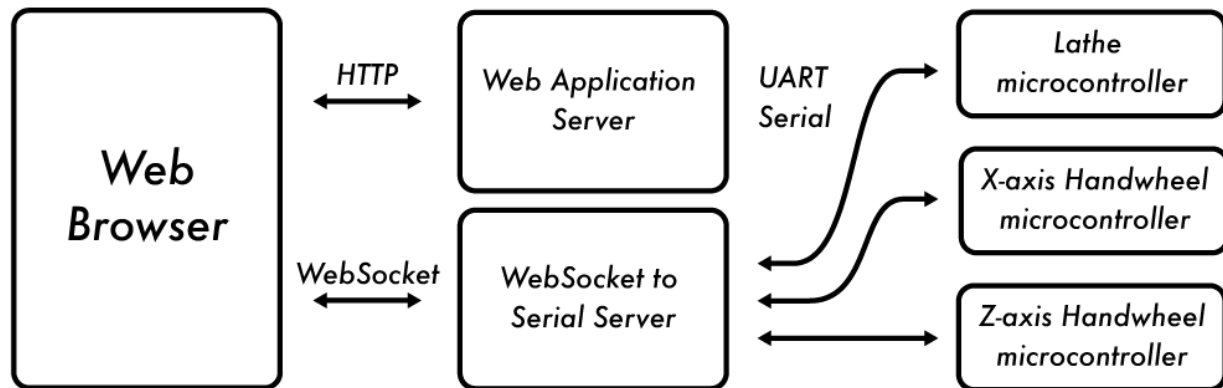 Web
Browser
HTTP
WebSocket
Web Application
Server
WebSocket to
Serial Server
UART
Serial
Lathe
microcontroller
X-axis Handwheel
microcontroller
Z-axis Handwheel
microcontroller